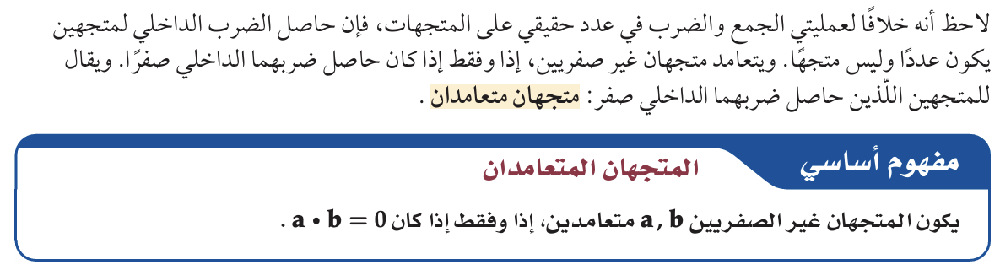 لاحظ أنه خلافًا لعمليتي الجمع والضرب في عدد حقيقي على المتجهات، فإن حاصل الضرب الداخلي لمتجهين
يكون عددًا وليس متجهًا. ويتعامد متجهان غير صفريين، إذا وفقط إذا كان حاصل ضربهما الداخلي صفرًا. ويقال
للمتجهين اللّذين حاصل ضربهما الداخلي صفر: متجهان متعامدان .
مفهوم أساسي
المتجهان المتعامدان
يكون المتجهان غير الصفريين a , b متعامدين، إذا وفقط إذا كان a • b = 0 .